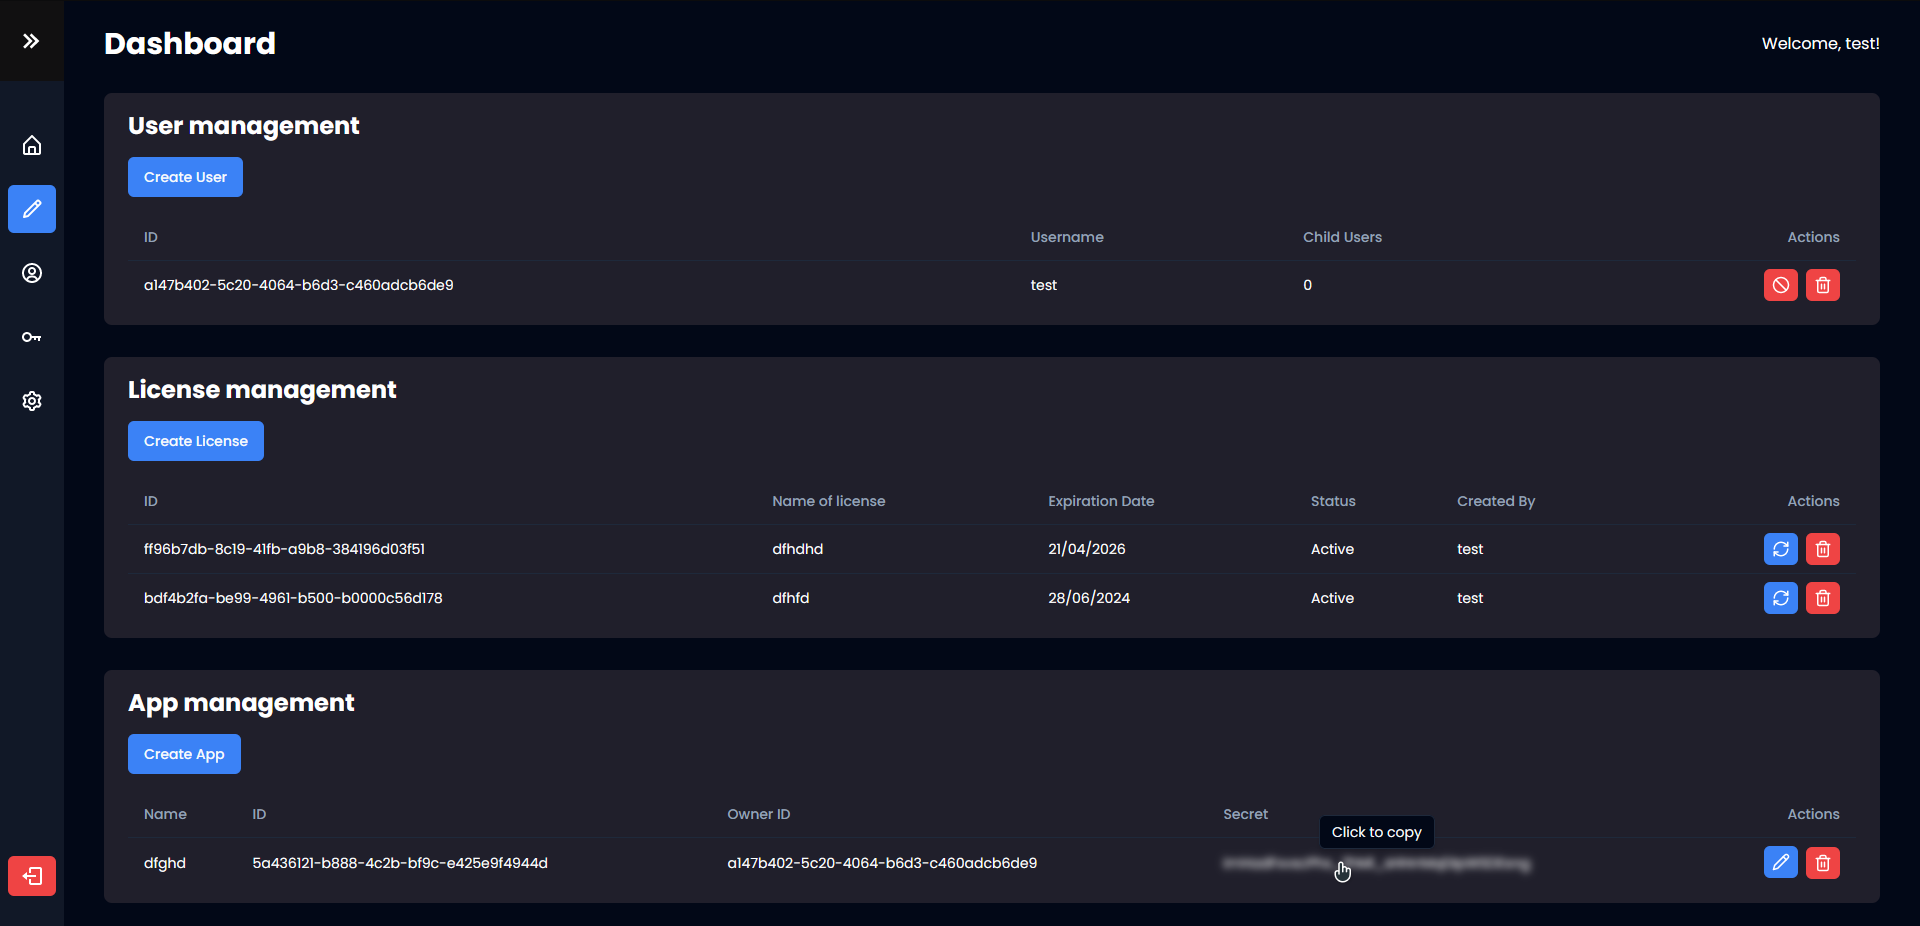 Dashboard
Welcome, test!
User management
Create User
ID Username Child Users Actions
a147b402-5c20-4064-b6d3-c460adcb6de9 test 0
License management
Create License
ID Name of license Expiration Date Status Created By Actions
ff96b7db-8c19-41fb-a9b8-384196d03f51 dfhdhd 21/04/2026 Active test
bdf4b2fa-be99-4961-b500-b0000c56d178 dfhfd 28/06/2024 Active test
App management
Create App
Name ID Owner ID Secret Actions
Click to copy
dfghd 5a436121-b888-4c2b-bf9c-e425e9f4944d a147b402-5c20-4064-b6d3-c460adcb6de9